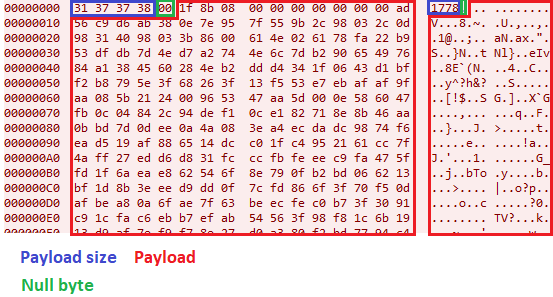 00000000 31 37 37 38 00 1f 8b 08 00 00 00 00 00 00 00 ad 1778............
00000010 56 c9 d6 ab 38 0e 7e 95 7f 55 9b 2c 98 03 2c 0d V...8.~..U.,..,.
00000020 98 31 40 98 08 3b 86 00 61 4e 02 61 78 fa 22 b9 .1@..;..aN.ax.".
00000030 53 df db 7d 4e d7 a2 74 4e 6c 7d b2 90 65 49 76 S..}N..tNl}..eIv
00000040 84 a1 38 45 60 28 4e b2 dd d4 34 1f 06 43 d1 bf ..8E`(N...4..C..
00000050 f2 b8 79 5e 3f 68 26 3f 13 f5 53 e7 eb af af 9f ..y^?h&?..S.....
00000060 aa 08 5b 21 24 00 96 53 47 aa 5d 00 0e 58 60 47 ..[!$..SG.]..X`G
00000070 fb 0c 04 84 2c 94 de f1 0c e1 82 71 8e 8b 46 aa ....,......q..F.
00000080 0b bd 7d 0d ee 0a 4a 08 3e a4 ec da dc 98 74 f6 ..}...J.>.....t.
00000090 ea d5 19 af 88 65 14 dc c0 1f c4 95 21 61 cc 7f .....e......!a..
000000A0 4a ff 27 ed d6 d8 31 fc cc fb fe ee c9 fa 47 5f J.'...1.......G_
000000B0 fd 1f 6a ea e8 62 54 6f 8e 79 0f b2 bd 06 62 13 ..j..bTo.y....b.
000000C0 bf 1d 8b 3e ee d9 dd 0f 7c fd 86 6f 3f 70 f5 0d ...>....|..o?p..
000000D0 af be a8 0a 6f ae 7f 63 be ec fe c0 b7 3f 30 91 ....o..c.....?0.
000000E0 c9 1c fa c6 eb b7 ef ab 54 56 3f 98 f8 1c 6b 19 ........TV?...k.
Payload size Payload
Null byte